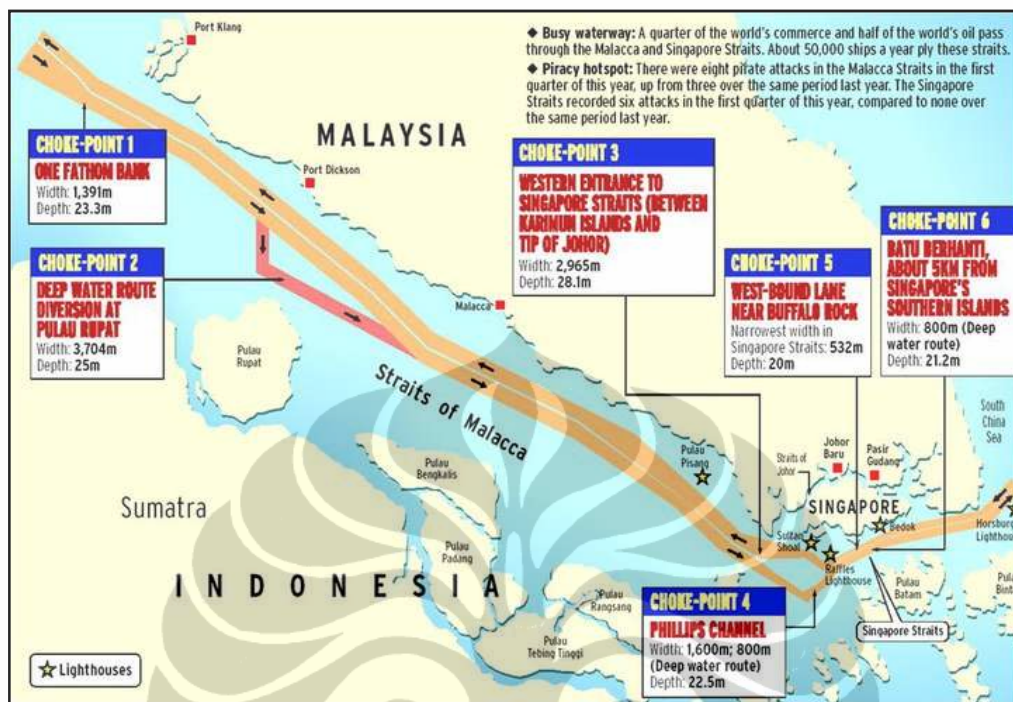 Port Klang
◆ Busy waterway: A quarter of the world's commerce and half of the world's oil pass
through the Malacca and Singapore Straits. About 50,000 ships a year ply these straits.
◆ Piracy hotspot: There were eight pirate attacks in the Malacca Straits in the first
quarter of this year, up from three over the same period last year. The Singapore
Straits recorded six attacks in the first quarter of this year, compared to none over
the same period last year.
MALAYSIA
CHOKE-POINT 1
ONE FATHOM BANK
Width: 1,391m
Depth: 23.3m
Port Dickson
CHOKE-POINT 3
WESTERN ENTRANCE TO
SINGAPORE STRAITS (BETWEEN
KARIMUN ISLANDS AND
TIP OF JOHOR)
Width: 2,965m
Depth: 28.1m
CHOKE-POINT 6
BATU BERHANTI,
ABOUT 5KM FROM
SINGAPORE'S
SOUTHERN ISLANDS
Width: 800m (Deep
water route)
Depth: 21.2m
CHOKE-POINT 2
DEEP WATER ROUTE
DIVERSION AT
PULAU RUPAT
Width: 3,704m
Depth: 25m
CHOKE-POINT 5
WEST-BOUND LANE
NEAR BUFFALO ROCK
Narrowest width in
Singapore Straits: 532m
Depth: 20m
Malacca
Pulau
Rupat
Straits of Malacca
South
China
Sea
Pulau
Pisang
Straits of
Johor
Johor
Baru
Pasir
Gudang
Pulau
Bengkalis
Sumatra
SINGAPORE
Bedok
Sultan
Shoal
Raffles
Lighthouse
Horsburg
Lighthous
Pulau
Padang
INDONESIA
Pulau
Rangsang
Pulau
Batam
Pula
Bint
Singapore Straits
CHOKE-POINT 4
PHILLIPS CHANNEL
Width: 1,600m; 800m
(Deep water route)
Depth: 22.5m
Pulau
Tebing Tinggi
Lighthouses